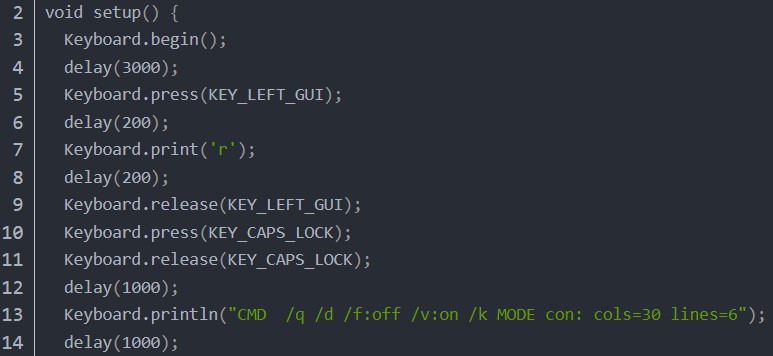 2 void setup() {
3 Keyboard.begin();
4 delay(3000);
5 Keyboard.press(KEY_LEFT_GUI);
6 delay(200);
7 Keyboard.print('r');
8 delay(200);
9 Keyboard.release(KEY_LEFT_GUI);
10 Keyboard.press(KEY_CAPS_LOCK);
11 Keyboard.release(KEY_CAPS_LOCK);
12 delay(1000);
13 Keyboard.println("CMD  /q /d /f:off /v:on /k MODE con: cols=30 lines=6");
14 delay(1000);